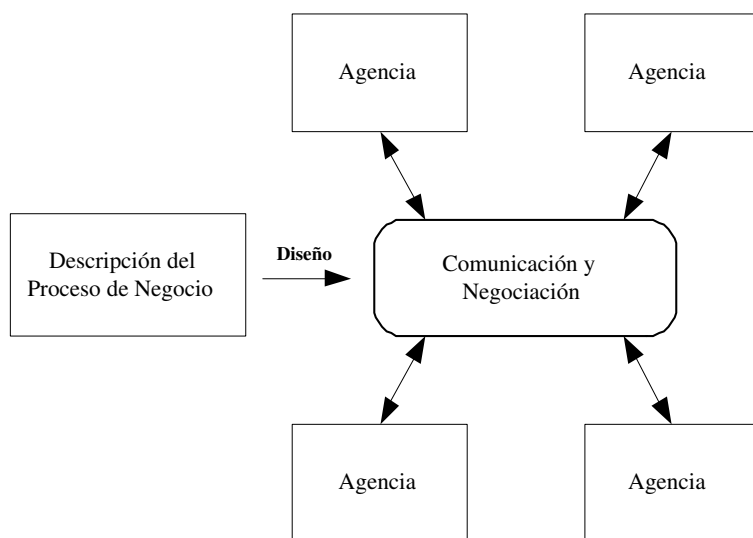 Agencia
Agencia
Descripción del
Proceso de Negocio
Diseño
Comunicación y
Negociación
Agencia
Agencia